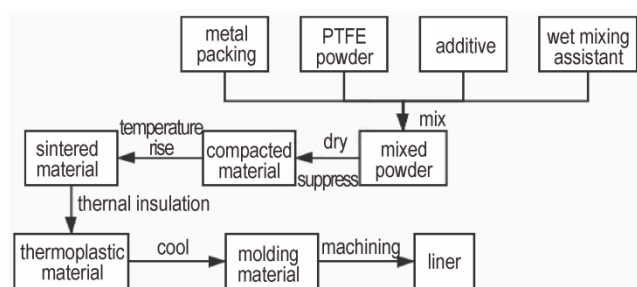 metal
packing
PTFE
powder
additive
wet mixing
assistant
mix
mixed
powder
dry
suppress
compacted
material
temperature
rise
sintered
material
thernal insulation
thermoplastic
material
cool
molding
material
machining
liner